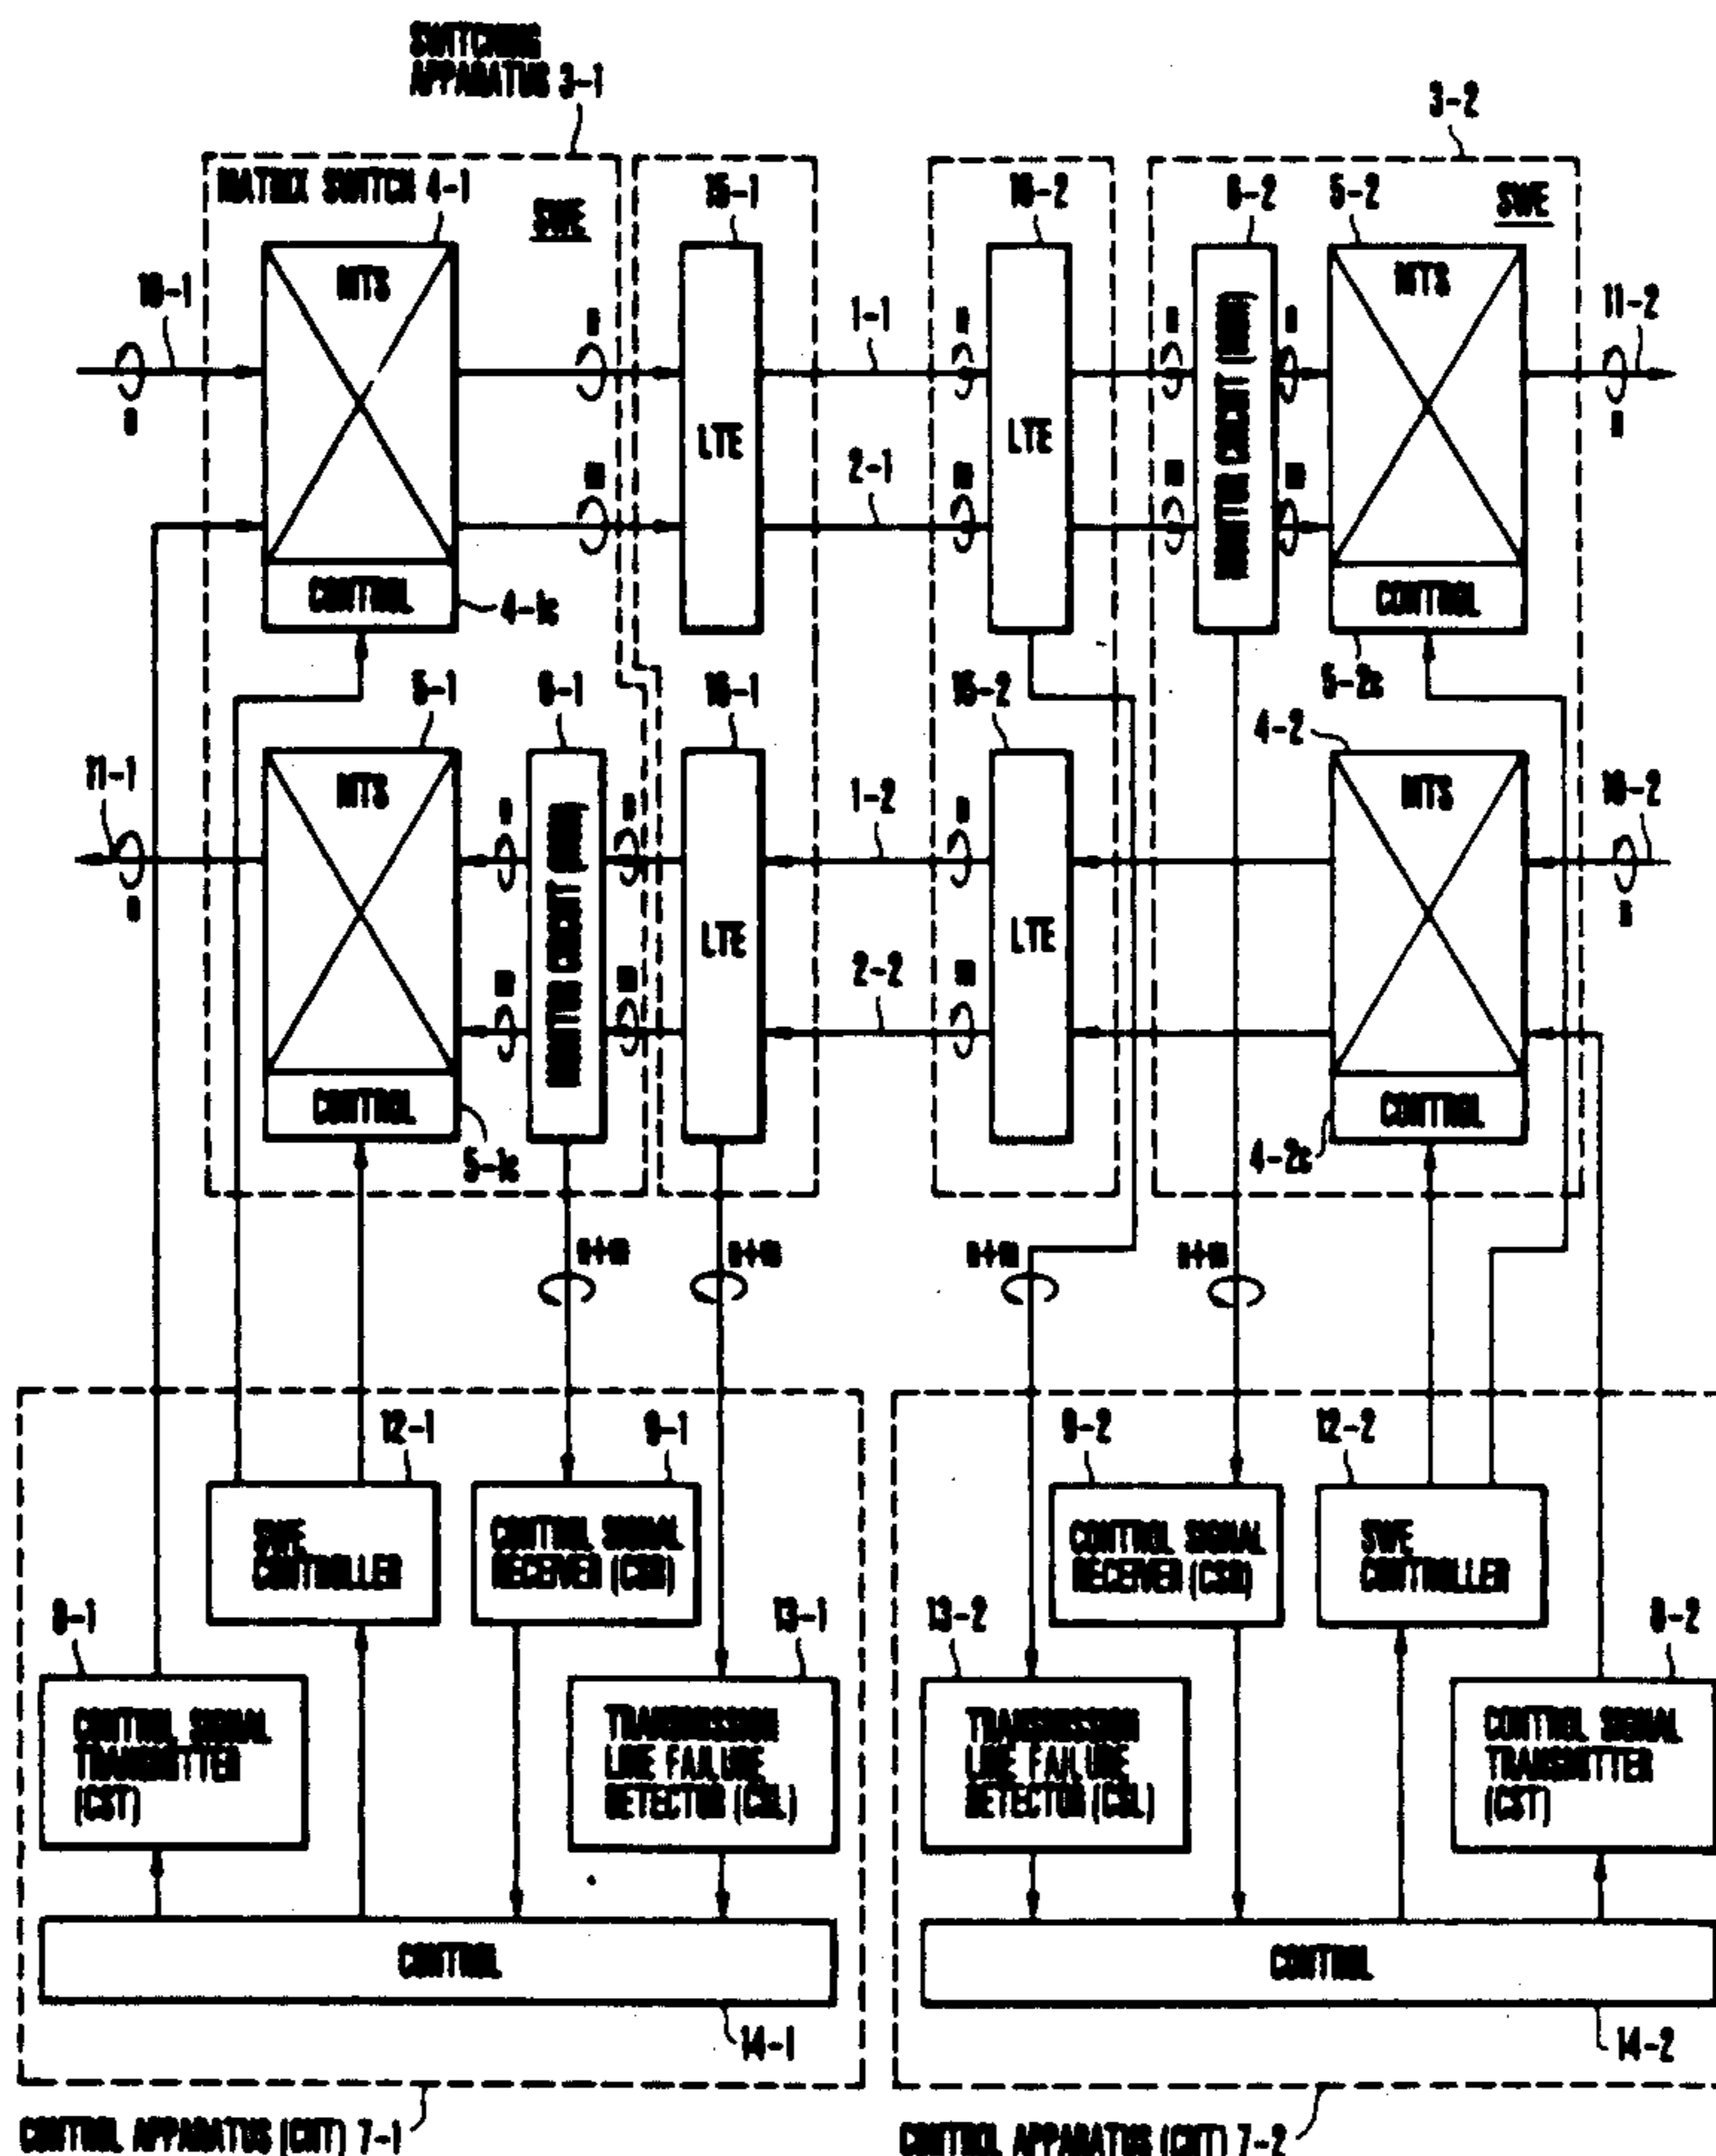 SWITCHING
APPARATUS 3-1
3-2
MATRIX SWITCH 4-1
SWE
15-1
16-2
6-2
5-2
SWE
10-1
MTS
1-1
MTS
11-2
LTE
LTE
2-1
MONITOR CIRCUIT
CONTROL
4-1c
CONTROL
5-1
6-1
16-1
15-2
5-2c
4-2
11-1
MTS
1-2
MTS
10-2
MONITOR CIRCUIT
LTE
LTE
2-2
CONTROL
5-1c
CONTROL
4-2c
n+m
n+m
n+m
n+m
12-1
9-1
9-2
12-2
SWE
CONTROLLER
CONTROL SIGNAL
RECEIVER (CSR)
CONTROL SIGNAL
RECEIVER (CSR)
SWE
CONTROLLER
8-1
13-1
13-2
8-2
CONTROL SIGNAL
TRANSMITTER
(CST)
TRANSMISSION
LINE FAILURE
DETECTOR (CSL)
TRANSMISSION
LINE FAILURE
DETECTOR (CSL)
CONTROL SIGNAL
TRANSMITTER
(CST)
CONTROL
CONTROL
14-1
14-2
CONTROL APPARATUS (CNT) 7-1
CONTROL APPARATUS (CNT) 7-2